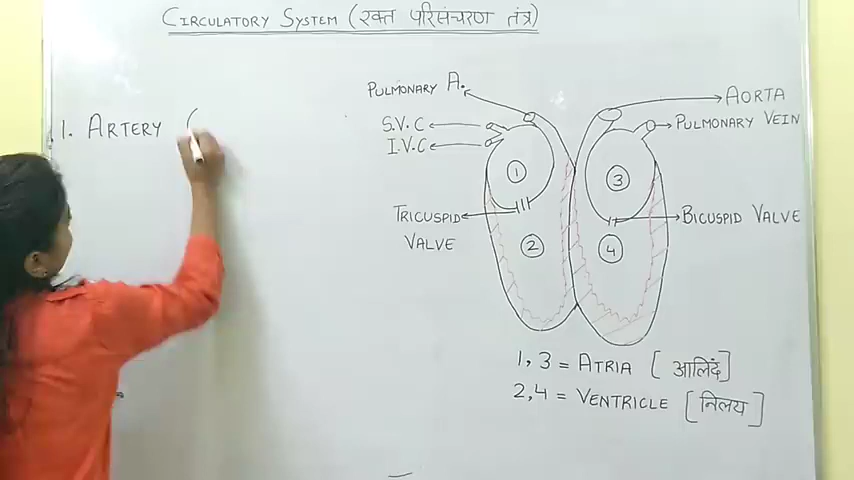 CIRCULATORY SYSTEM (रक्त परिसंचरण तंत्र)
1. ARTERY (
PULMONARY A.
S.V.C
I.V.C
AORTA
PULMONARY VEIN
1
3
TRICUSPID
VALVE
BICUSPID VALVE
2
4
1,3 = ATRIA [आलिंद]
2,4 = VENTRICLE [निलय]